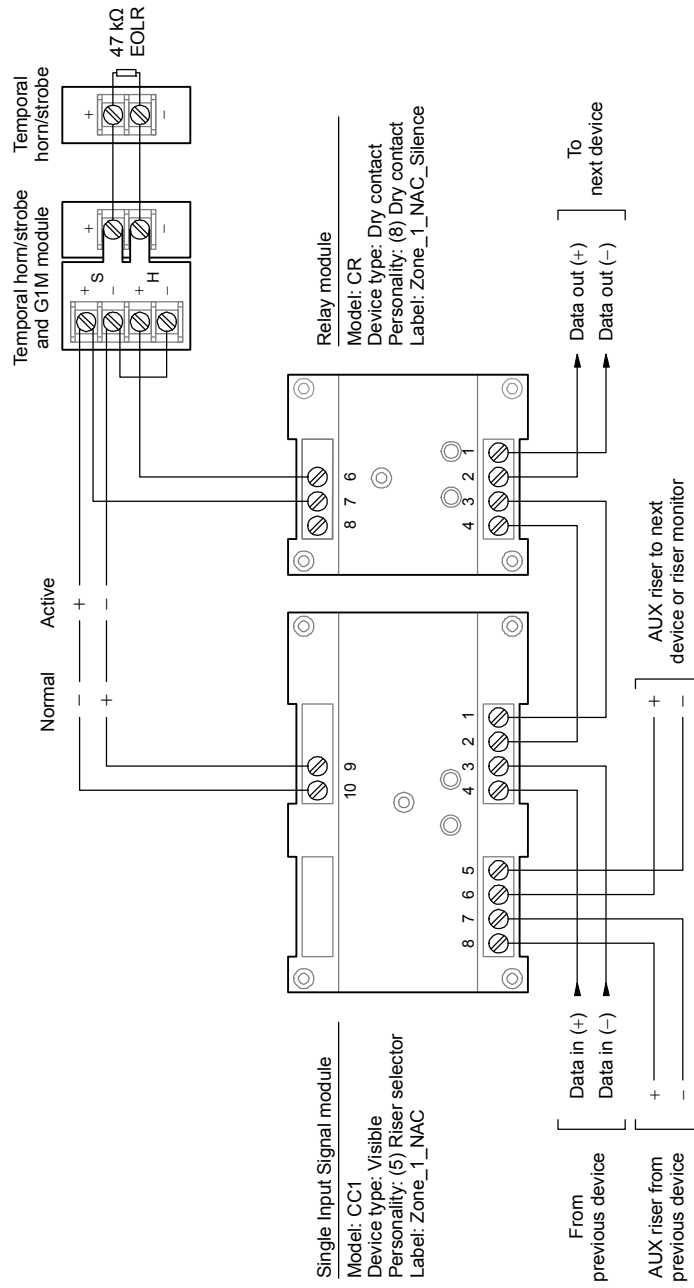 Temporal horn/strobe
and G1M module
Temporal
horn/strobe
47 kΩ
EOLR
Normal
Active
− +
+ −
+
S
−
+
H
−
+
−
+
−
Single Input Signal module
Model: CC1
Device type: Visible
Personality: (5) Riser selector
Label: Zone_1_NAC
10 9
8 7 6 5
4 3 2 1
Relay module
Model: CR
Device type: Dry contact
Personality: (8) Dry contact
Label: Zone_1_NAC_Silence
8 7 6
4 3 2 1
From
previous device
Data in (+)
Data in (−)
Data out (+)
Data out (−)
To
next device
AUX riser from
previous device
+
−
+
−
AUX riser to next
device or riser monitor